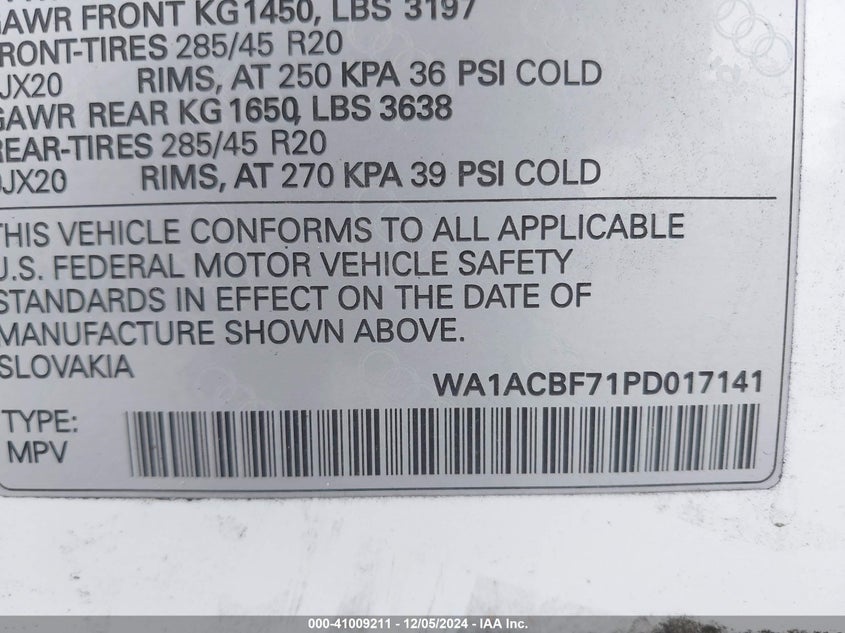 GAWR FRONT KG1450, LBS 3197
FRONT-TIRES 285/45 R20
JX20 RIMS, AT 250 KPA 36 PSI COLD
GAWR REAR KG1650, LBS 3638
REAR-TIRES 285/45 R20
JX20 RIMS, AT 270 KPA 39 PSI COLD
THIS VEHICLE CONFORMS TO ALL APPLICABLE
U.S. FEDERAL MOTOR VEHICLE SAFETY
STANDARDS IN EFFECT ON THE DATE OF
MANUFACTURE SHOWN ABOVE.
SLOVAKIA
WA1ACBF71PD017141
TYPE:
MPV
000-41009211 - 12/05/2024 - IAA Inc.